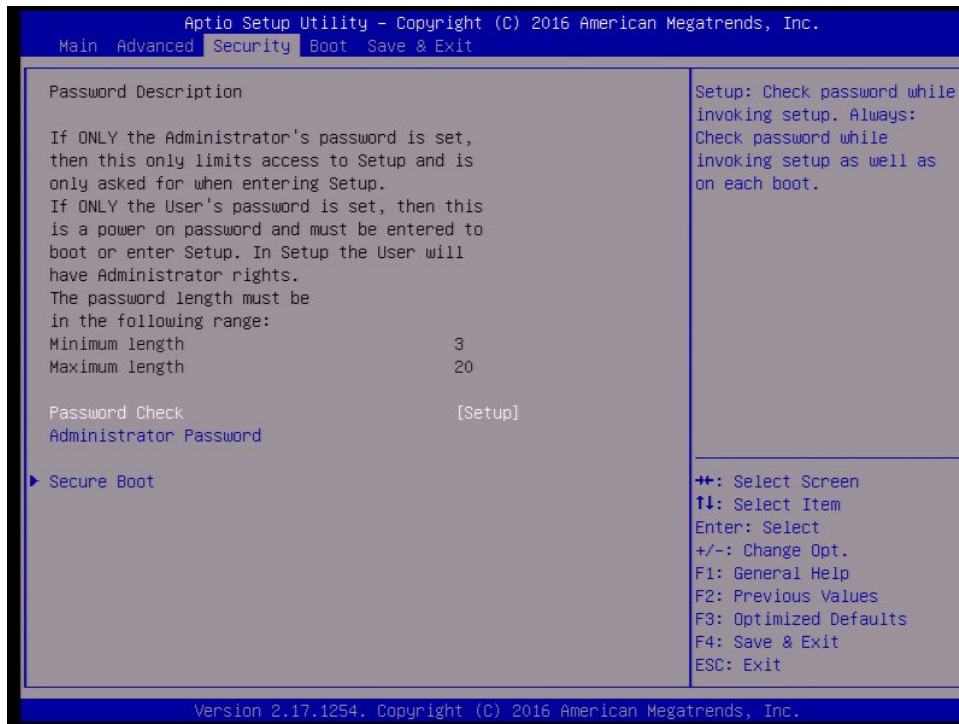 Aptio Setup Utility – Copyright (C) 2016 American Megatrends, Inc.
Main Advanced Security Boot Save & Exit
Password Description
If ONLY the Administrator's password is set,
then this only limits access to Setup and is
only asked for when entering Setup.
If ONLY the User's password is set, then this
is a power on password and must be entered to
boot or enter Setup. In Setup the User will
have Administrator rights.
The password length must be
in the following range:
Minimum length 3
Maximum length 20
Password Check [Setup]
Administrator Password
Secure Boot
Setup: Check password while
invoking setup. Always:
Check password while
invoking setup as well as
on each boot.
→←: Select Screen
↑↓: Select Item
Enter: Select
+/-: Change Opt.
F1: General Help
F2: Previous Values
F3: Optimized Defaults
F4: Save & Exit
ESC: Exit
Version 2.17.1254. Copyright (C) 2016 American Megatrends, Inc.